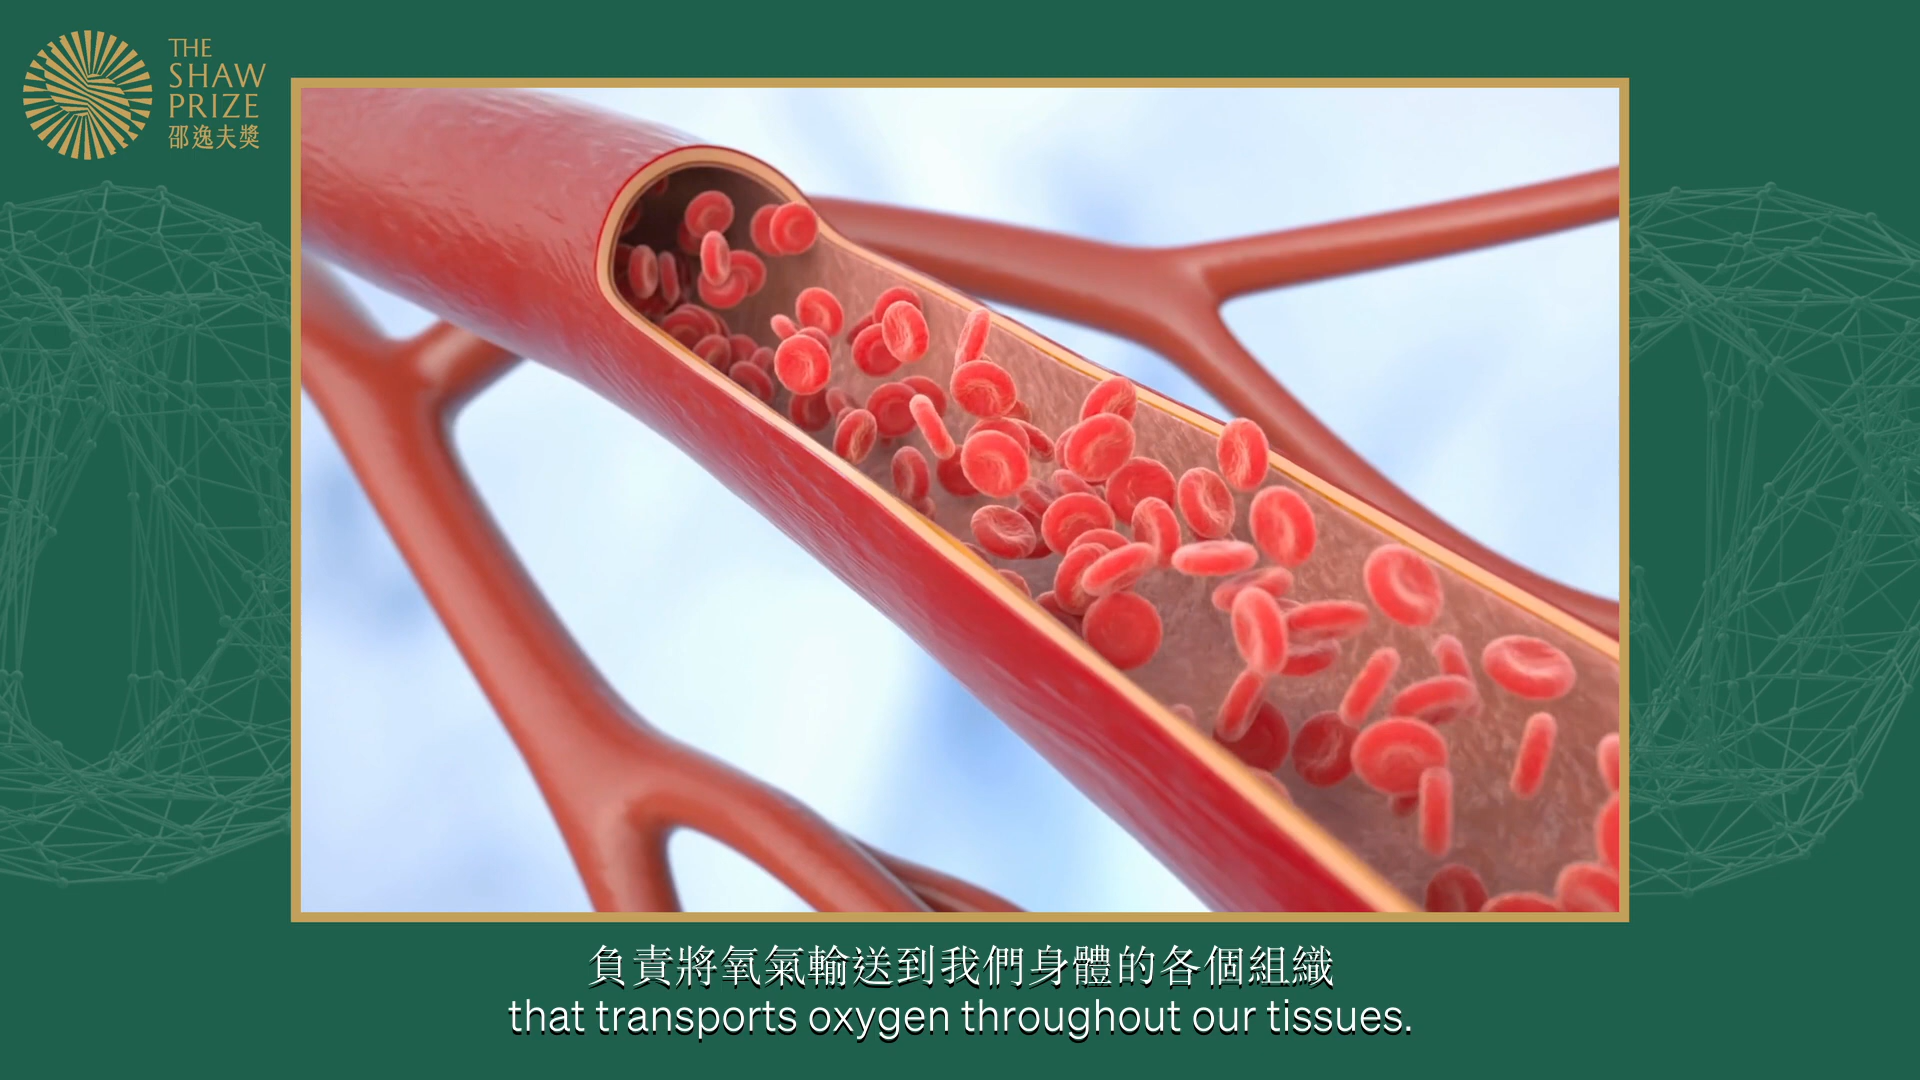 THE
SHAW
PRIZE
邵逸夫獎
負責將氧氣輸送到我們身體的各個組織
that transports oxygen throughout our tissues.